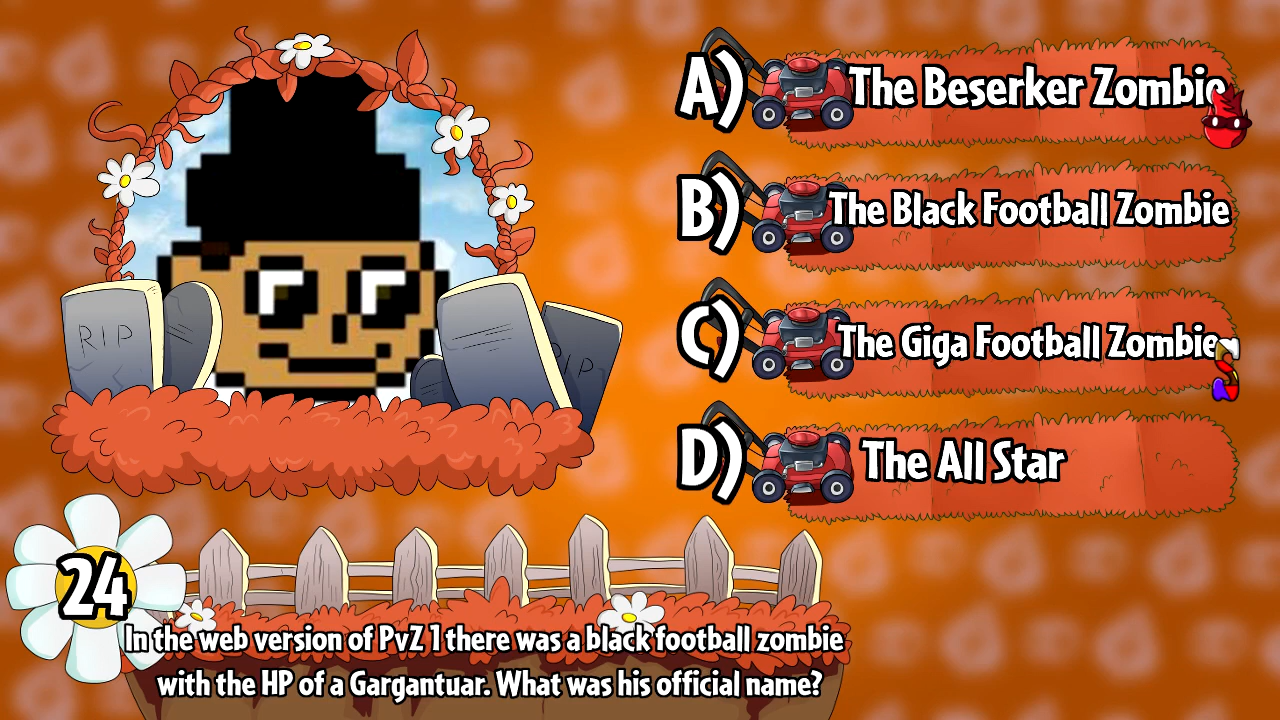 A) The Beserker Zombie
B) The Black Football Zombie
C) The Giga Football Zombie
D) The All Star
RIP
RIP
24
In the web version of PvZ 1 there was a black football zombie
with the HP of a Gargantuar. What was his official name?